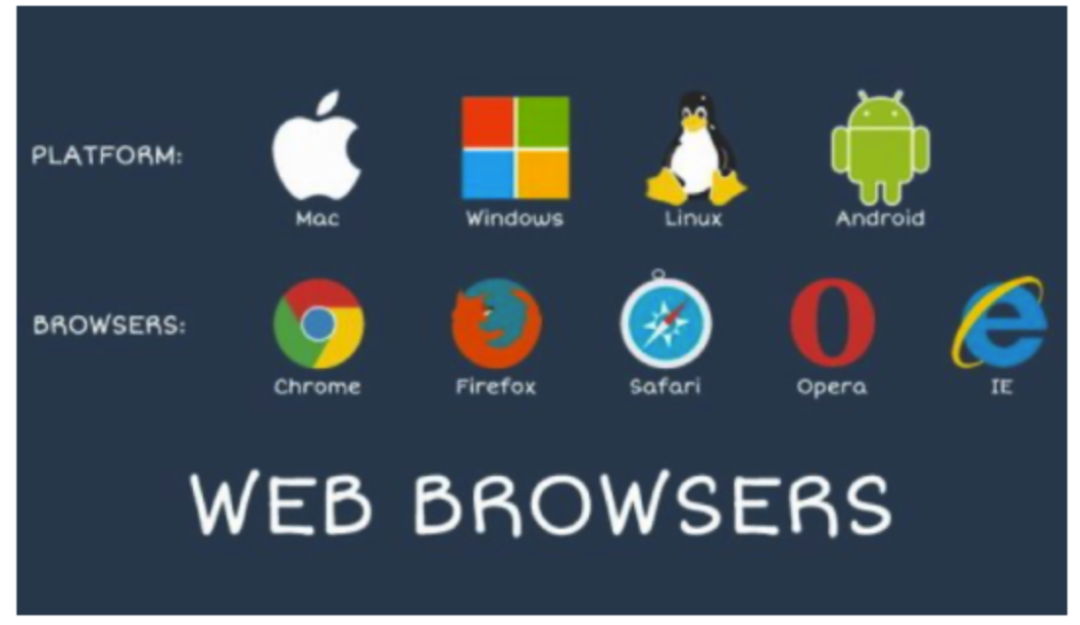 PLATFORM:
Mac Windows Linux Android
BROWSERS:
Chrome Firefox Safari Opera IE
WEB BROWSERS